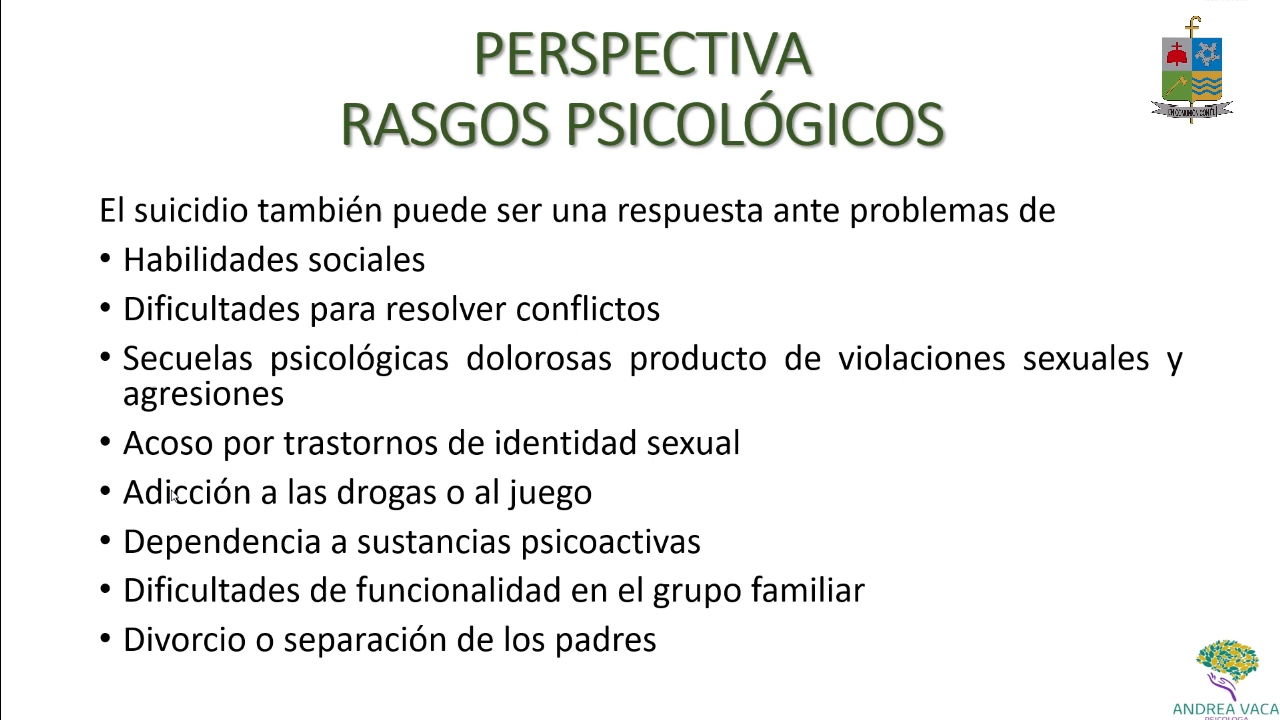 PERSPECTIVA
RASGOS PSICOLÓGICOS
El suicidio también puede ser una respuesta ante problemas de
• Habilidades sociales
• Dificultades para resolver conflictos
• Secuelas psicológicas dolorosas producto de violaciones sexuales y
agresiones
• Acoso por trastornos de identidad sexual
• Adicción a las drogas o al juego
• Dependencia a sustancias psicoactivas
• Dificultades de funcionalidad en el grupo familiar
• Divorcio o separación de los padres
ANDREA VACA
PSICOLOGA